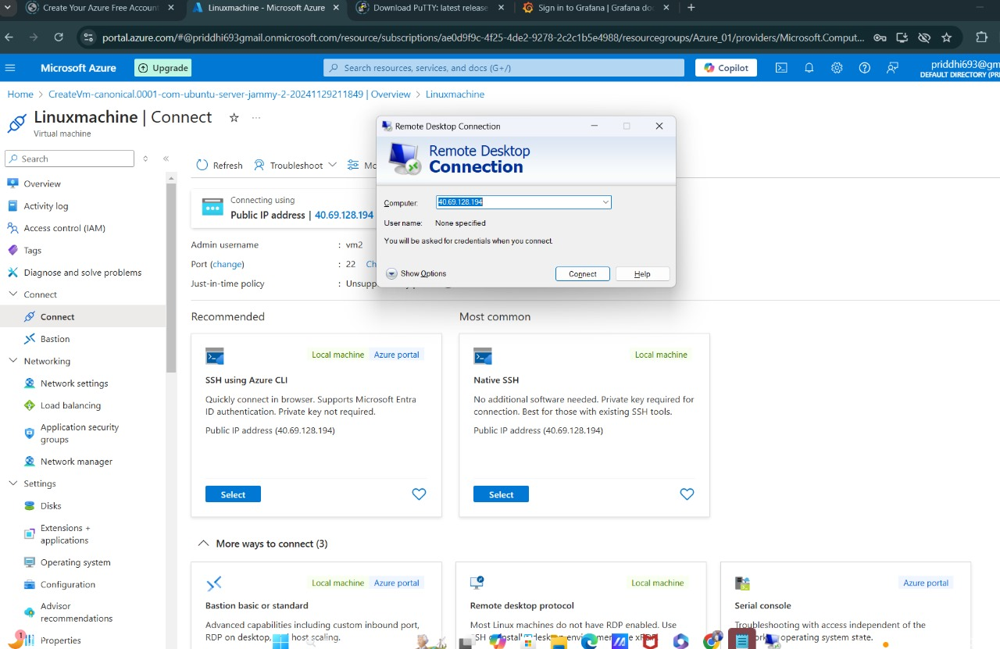 Create Your Azure Free Account
Linuxmachine - Microsoft Azure
Download PuTTY: latest release
Sign in to Grafana | Grafana doc
portal.azure.com/#@priddhi693gmail.onmicrosoft.com/resource/subscriptions/ae0d9f9c-4f25-4de2-9278-2c2c1b5e4988/resourcegroups/Azure_01/providers/Microsoft.Comput...
Microsoft Azure
Upgrade
Search resources, services, and docs (G+/)
Copilot
priddhi693@gm
DEFAULT DIRECTORY (PRI
Home > CreateVm-canonical.0001-com-ubuntu-server-jammy-2-20241129211849 | Overview > Linuxmachine
Linuxmachine | Connect
Virtual machine
Search
Overview
Activity log
Access control (IAM)
Tags
Diagnose and solve problems
Connect
Connect
Bastion
Networking
Network settings
Load balancing
Application security
groups
Network manager
Settings
Disks
Extensions +
applications
Operating system
Configuration
Advisor
recommendations
Properties
1
Refresh
Troubleshoot
Mo
Connecting using
Public IP address | 40.69.128.194
Admin username : vm2
Port (change) : 22 Ch
Just-in-time policy : Unsupp
Remote Desktop Connection
Remote Desktop
Connection
Computer: 40.69.128.194
User name: None specified
You will be asked for credentials when you connect.
Show Options
Connect
Help
Recommended
Local machine
Azure portal
SSH using Azure CLI
Quickly connect in browser. Supports Microsoft Entra
ID authentication. Private key not required.
Public IP address (40.69.128.194)
Select
Most common
Local machine
Native SSH
No additional software needed. Private key required for
connection. Best for those with existing SSH tools.
Public IP address (40.69.128.194)
Select
More ways to connect (3)
Local machine
Azure portal
Bastion basic or standard
Advanced capabilities including custom inbound port,
RDP on desktop, host scaling.
Local machine
Remote desktop protocol
Most Linux machines do not have RDP enabled. Use
Azure portal
Serial console
Troubleshooting with access independent of the
operating system state.